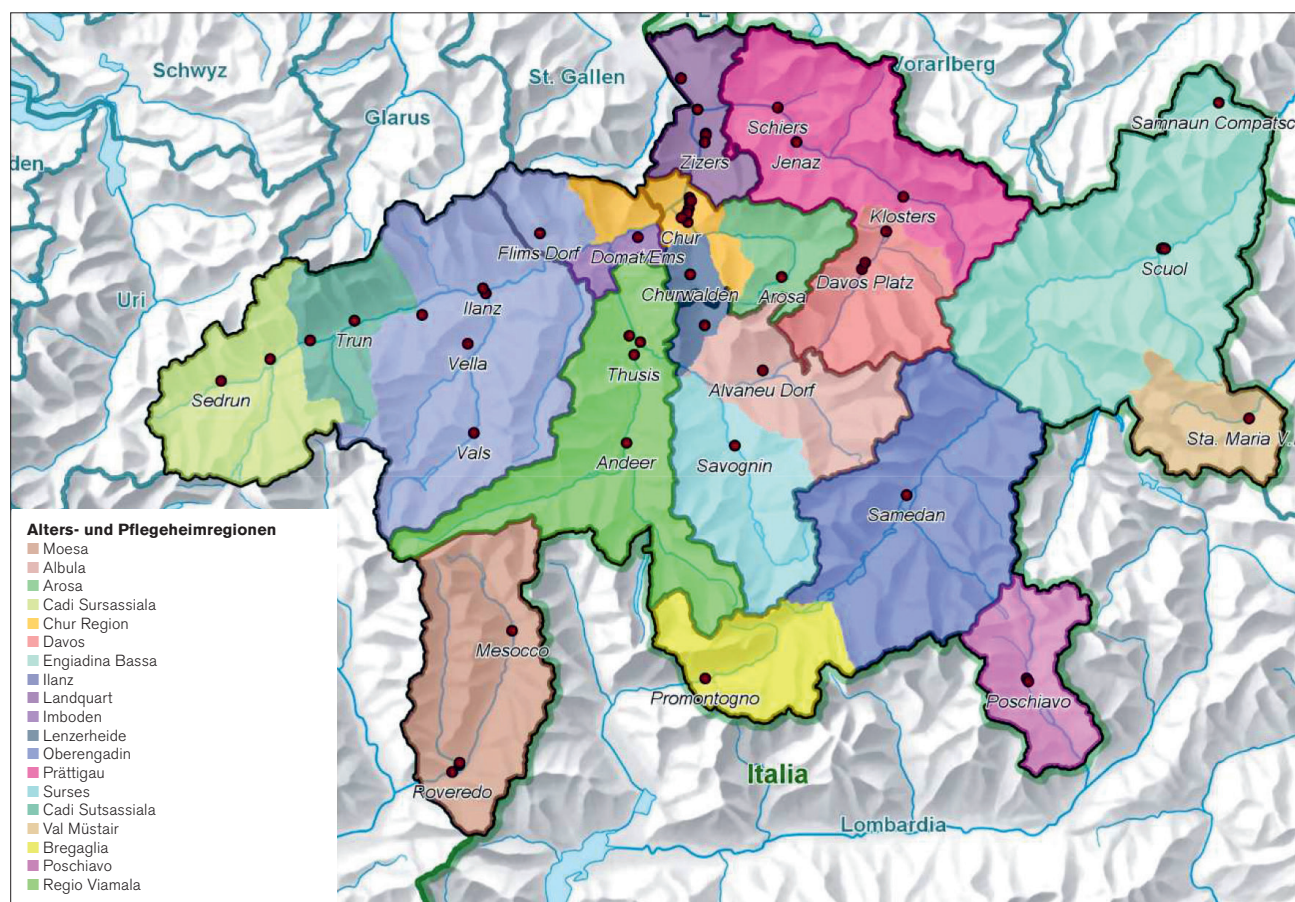 FL
Schwyz
St. Gallen
Vorarlberg
Glarus
Samnaun Compatsc
den
Schiers
Zizers
Jenaz
Klosters
Chur
Flims Dorf
Domat/Ems
Scuol
Davos Platz
Churwalden
Arosa
Uri
Ilanz
Trun
Vella
Thusis
Alvaneu Dorf
Sedrun
Sta. Maria V.
Vals
Andeer
Savognin
Samedan
Mesocco
Promontogno
Poschiavo
Italia
Roveredo
Lombardia
Alters- und Pflegeheimregionen
Moesa
Albula
Arosa
Cadi Sursassiala
Chur Region
Davos
Engiadina Bassa
Ilanz
Landquart
Imboden
Lenzerheide
Oberengadin
Prättigau
Surses
Cadi Sutsassiala
Val Müstair
Bregaglia
Poschiavo
Regio Viamala